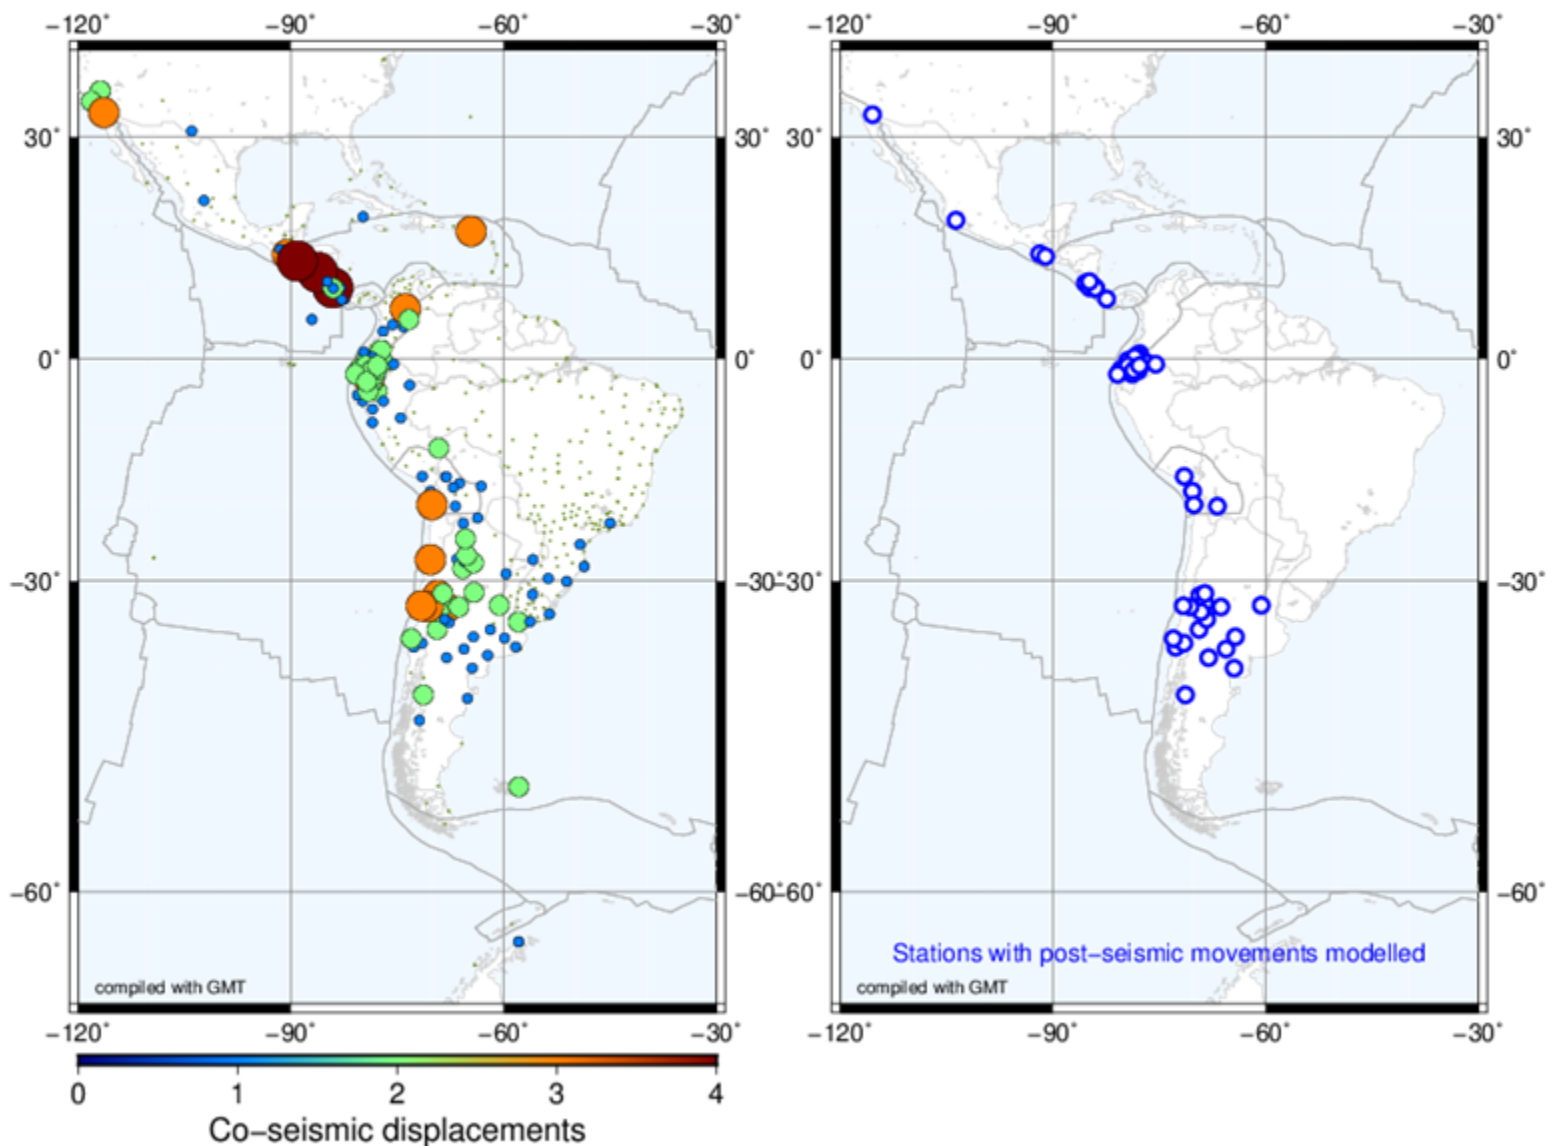 −120° −90° −60° −30° −120° −90° −60° −30°
30° 30° 30°
0° 0° 0°
−30° −30°−30° −30°
−60° −60°−60° −60°
Stations with post−seismic movements modelled
compiled with GMT compiled with GMT
−120° −90° −60° −30° −120° −90° −60° −30°
0 1 2 3 4
Co−seismic displacements